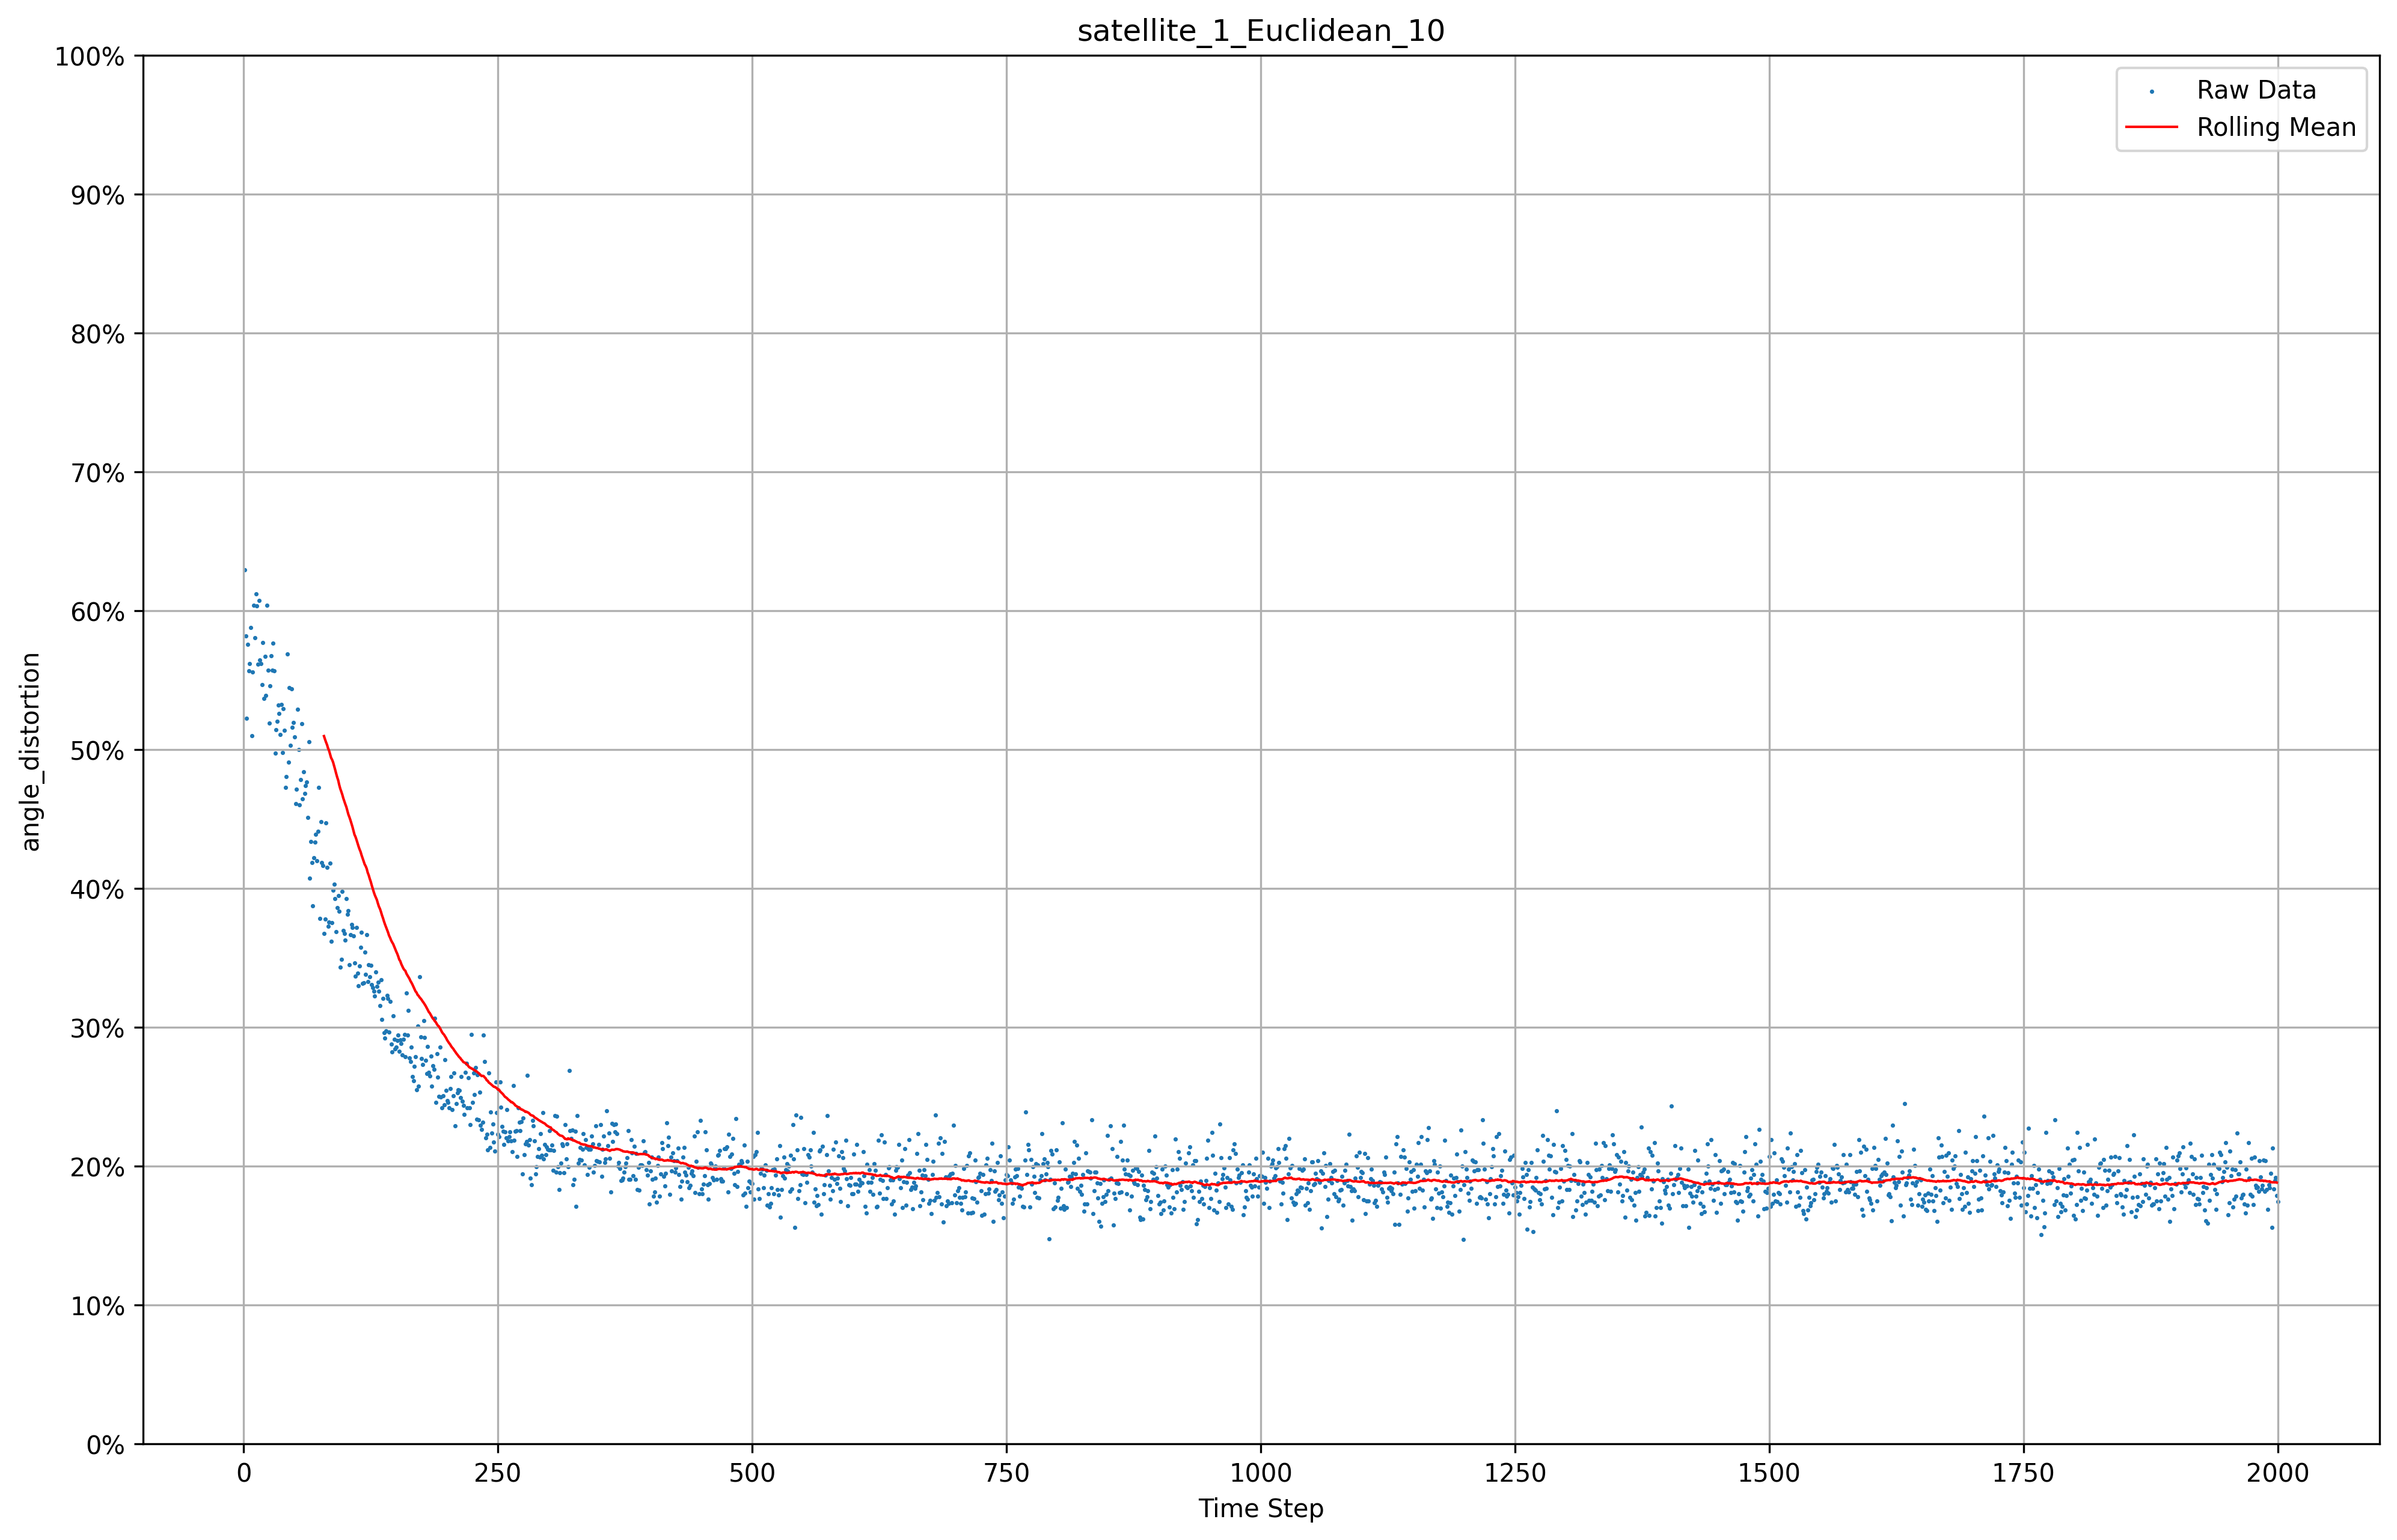 satellite_1_Euclidean_10
Raw Data
Rolling Mean
100%
90%
80%
70%
60%
50%
40%
30%
20%
10%
0%
angle_distortion
0 250 500 750 1000 1250 1500 1750 2000
Time Step